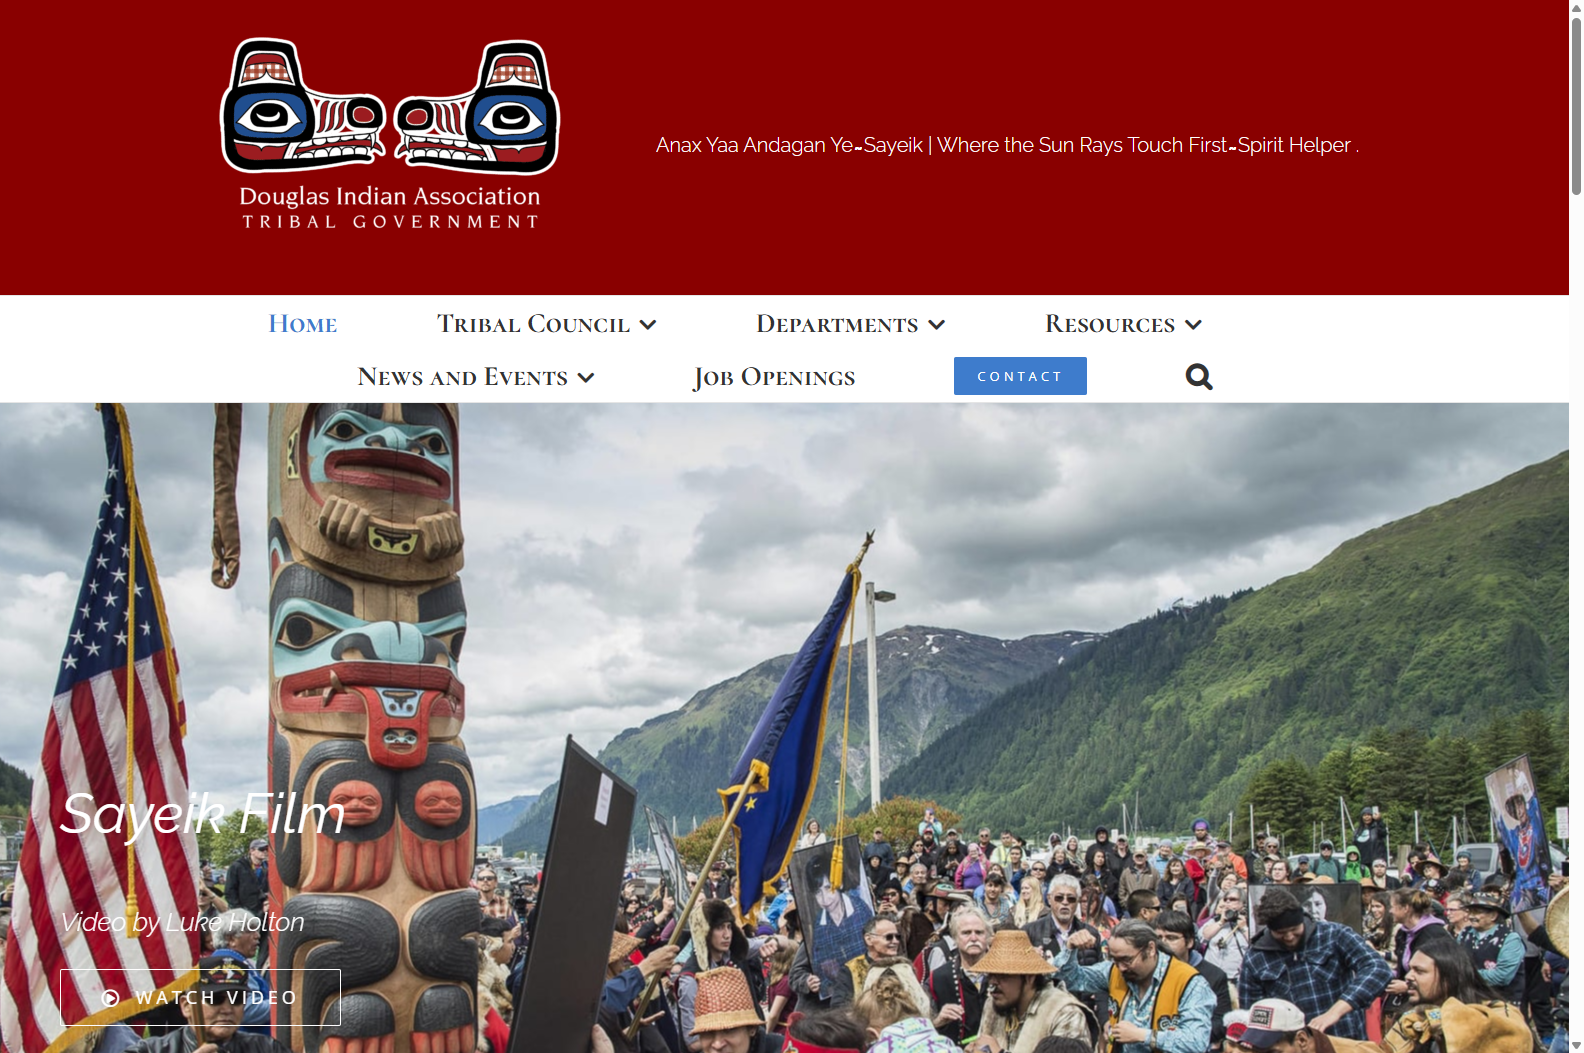 Douglas Indian Association
TRIBAL GOVERNMENT
Anax Yaa Andagan Ye~Sayeik | Where the Sun Rays Touch First~Spirit Helper .
Home
Tribal Council
Departments
Resources
News and Events
Job Openings
CONTACT
Sayeik Film
Video by Luke Holton
WATCH VIDEO